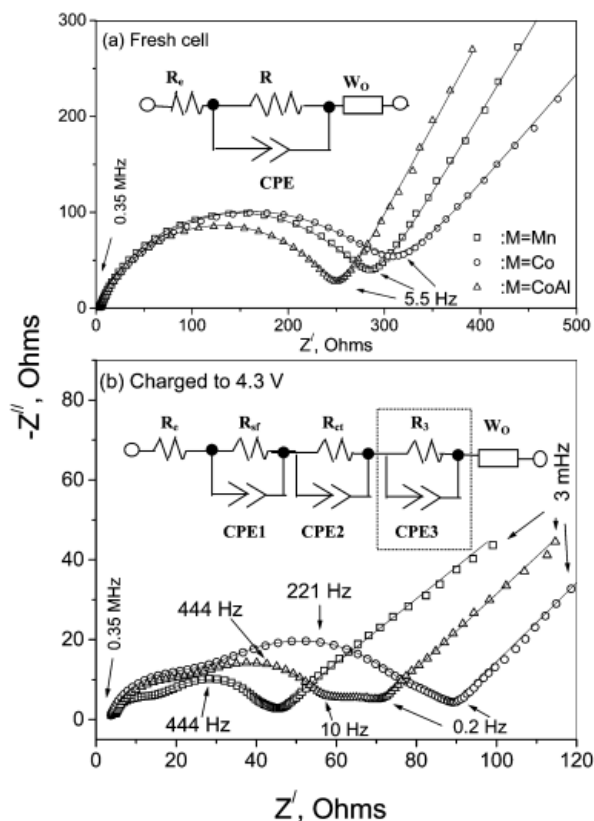 300
(a) Fresh cell
Re R Wo
CPE
200
0.35 MHz
100
:M=Mn
:M=Co
:M=CoAl
5.5 Hz
0
0 100 200 300 400 500
Z/, Ohms
-Z//, Ohms
(b) Charged to 4.3 V
80
Re Rsf Rct R3 Wo
CPE1 CPE2 CPE3
60
3 mHz
40
0.35 MHz
444 Hz
221 Hz
20
444 Hz
10 Hz
0.2 Hz
0
0 20 40 60 80 100 120
Z/, Ohms